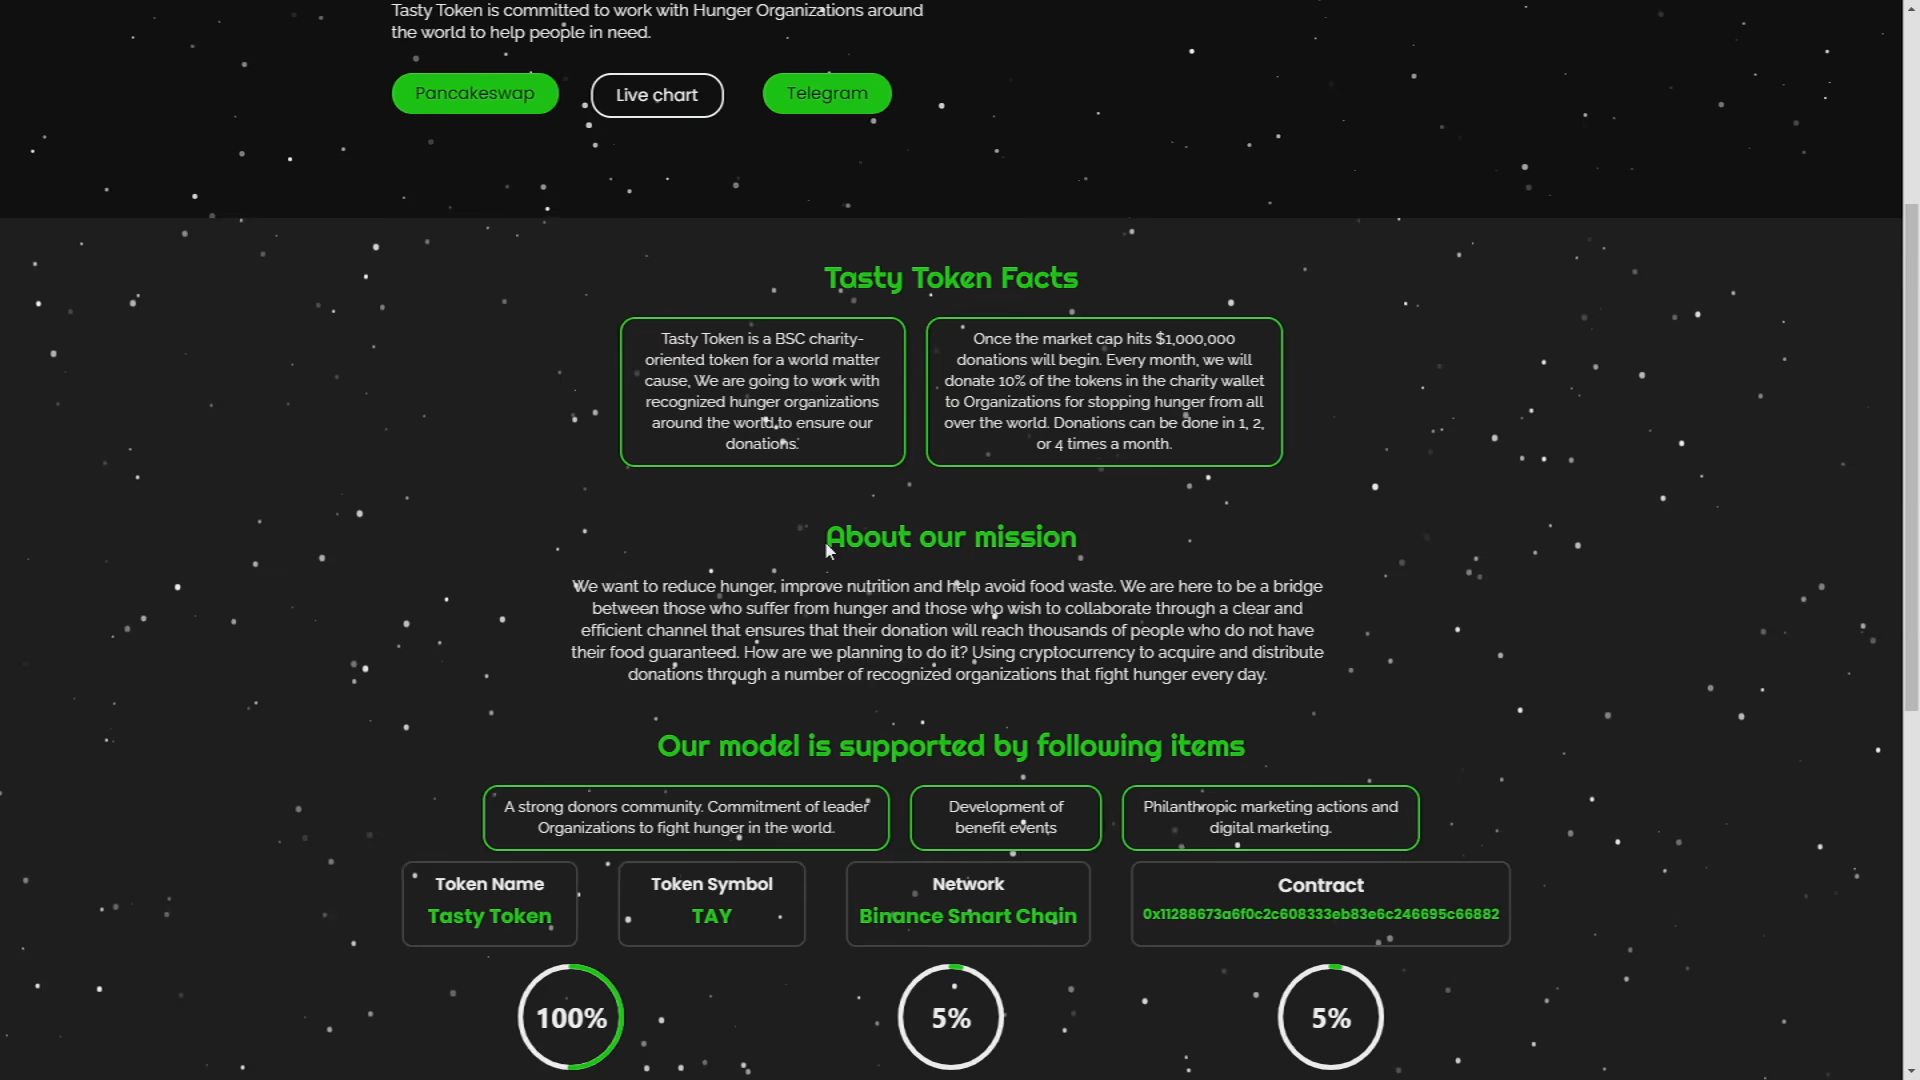 Tasty Token is committed to work with Hunger Organizations around
the world to help people in need.
Pancakeswap
Live chart
Telegram
Tasty Token Facts
Tasty Token is a BSC charity-
oriented token for a world matter
cause, We are going to work with
recognized hunger organizations
around the world to ensure our
donations.
Once the market cap hits $1,000,000
donations will begin. Every month, we will
donate 10% of the tokens in the charity wallet
to Organizations for stopping hunger from all
over the world. Donations can be done in 1, 2,
or 4 times a month.
About our mission
We want to reduce hunger, improve nutrition and help avoid food waste. We are here to be a bridge
between those who suffer from hunger and those who wish to collaborate through a clear and
efficient channel that ensures that their donation will reach thousands of people who do not have
their food guaranteed. How are we planning to do it? Using cryptocurrency to acquire and distribute
donations through a number of recognized organizations that fight hunger every day.
Our model is supported by following items
A strong donors community. Commitment of leader
Organizations to fight hunger in the world.
Development of
benefit events
Philanthropic marketing actions and
digital marketing.
Token Name
Tasty Token
Token Symbol
TAY
Network
Binance Smart Chain
Contract
0x11288673a6f0c2c608333eb83e6c246695c66882
100%
5%
5%